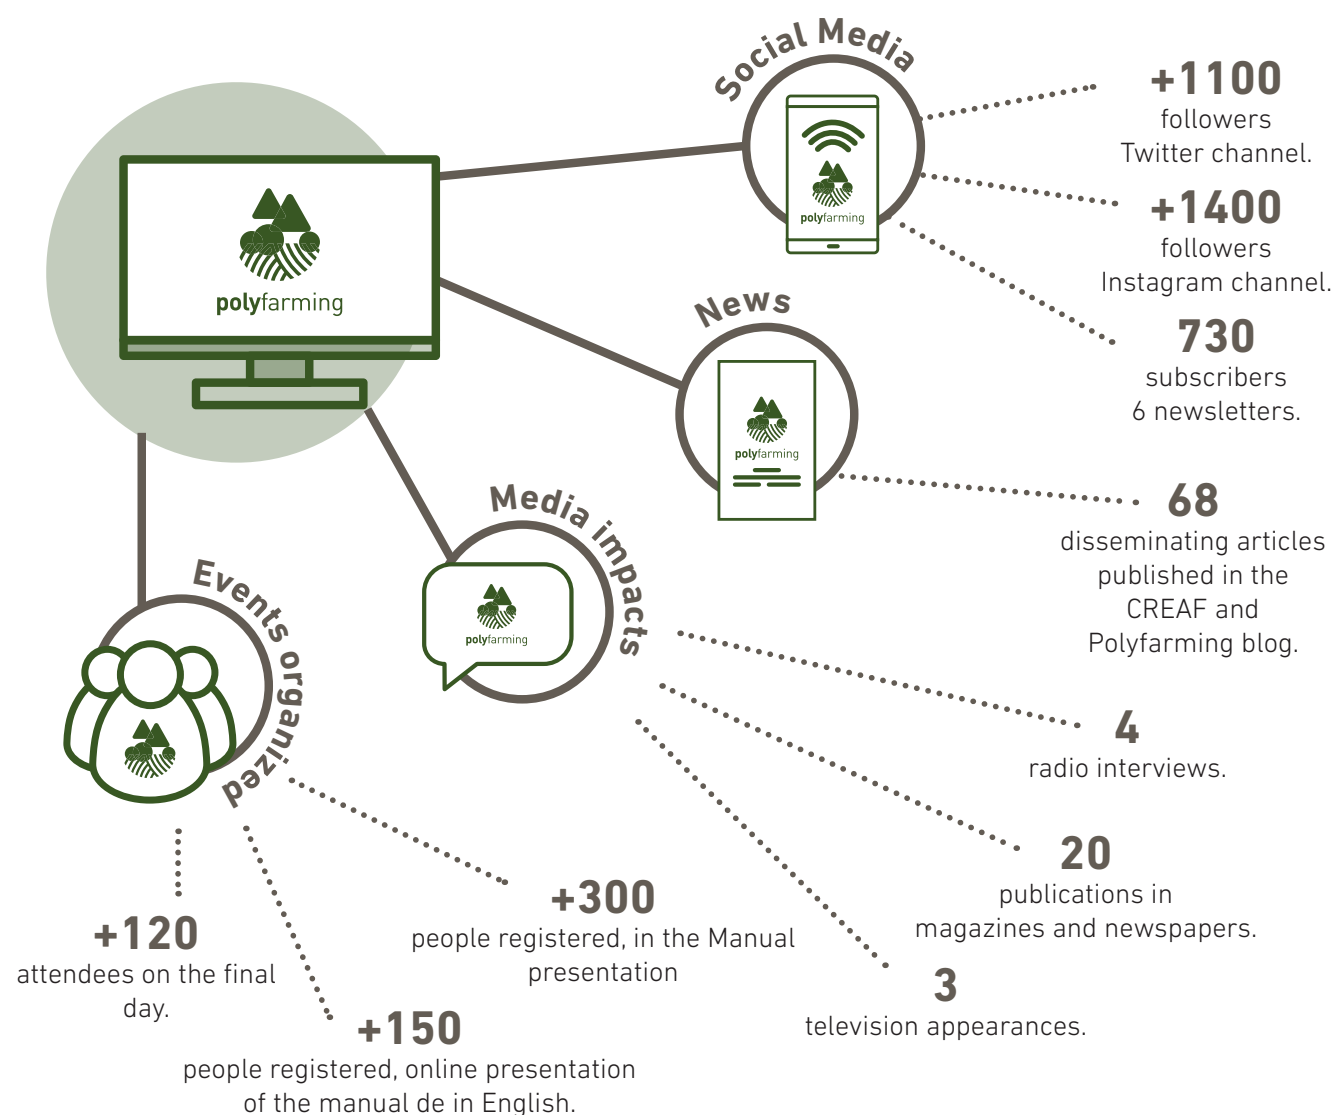 Social Media
+1100
followers
Twitter channel.
+1400
followers
Instagram channel.
730
subscribers
6 newsletters.
polyfarming
polyfarming
News
polyfarming
68
disseminating articles
published in the
CREAF and
Polyfarming blog.
Media impacts
polyfarming
4
radio interviews.
20
publications in
magazines and newspapers.
3
television appearances.
Events organized
+300
people registered, in the Manual
presentation
+120
attendees on the final
day.
+150
people registered, online presentation
of the manual de in English.